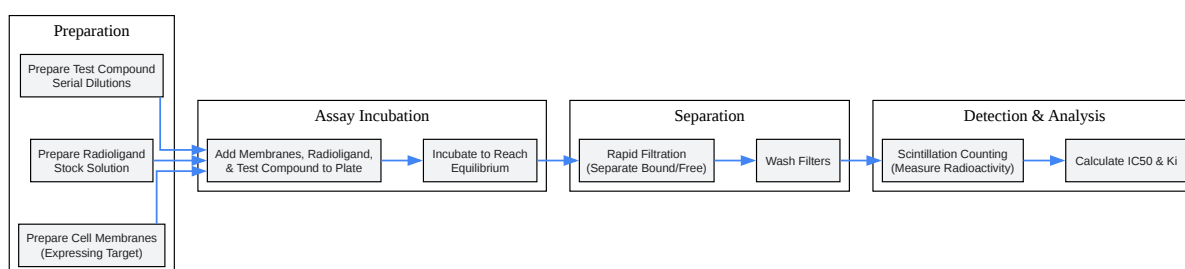 Preparation
Prepare Test Compound
Serial Dilutions
Prepare Radioligand
Stock Solution
Prepare Cell Membranes
(Expressing Target)
Assay Incubation
Add Membranes, Radioligand,
& Test Compound to Plate
Incubate to Reach
Equilibrium
Separation
Rapid Filtration
(Separate Bound/Free)
Wash Filters
Detection & Analysis
Scintillation Counting
(Measure Radioactivity)
Calculate IC50 & Ki